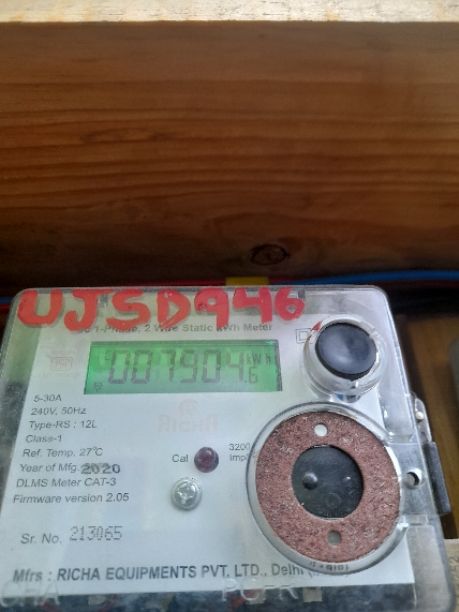 UJSD946
1-Phase, 2 Wire Static kWh Meter
007904.6 kWh
5-30A
240V, 50Hz
Type-RS : 12L
Class-1
Ref. Temp. 27°C
Year of Mfg. 2020
DLMS Meter CAT-3
Firmware version 2.05
Cal
3200
Sr. No. 213065
Mfrs : RICHA EQUIPMENTS PVT. LTD., Delhi